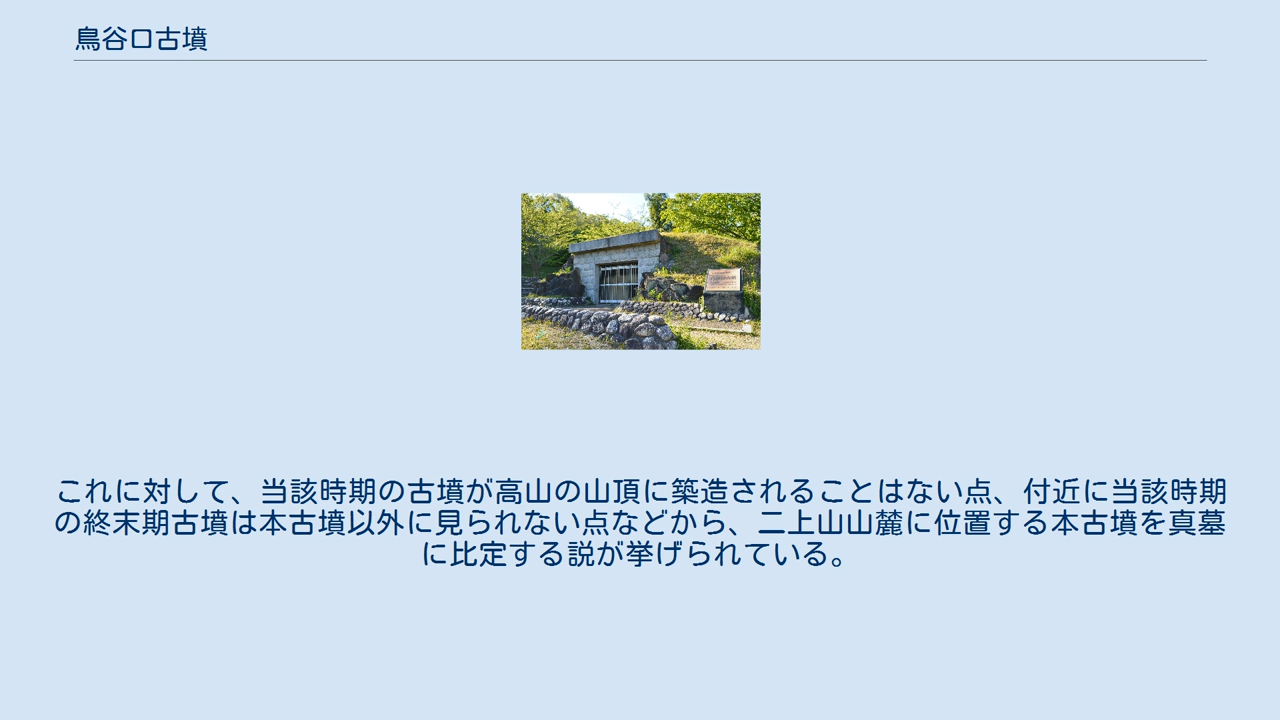 鳥谷口古墳
これに対して、当該時期の古墳が高山の山頂に築造されることはない点、付近に当該時期
の終末期古墳は本古墳以外に見られない点などから、二上山山麓に位置する本古墳を真墓
に比定する説が挙げられている。